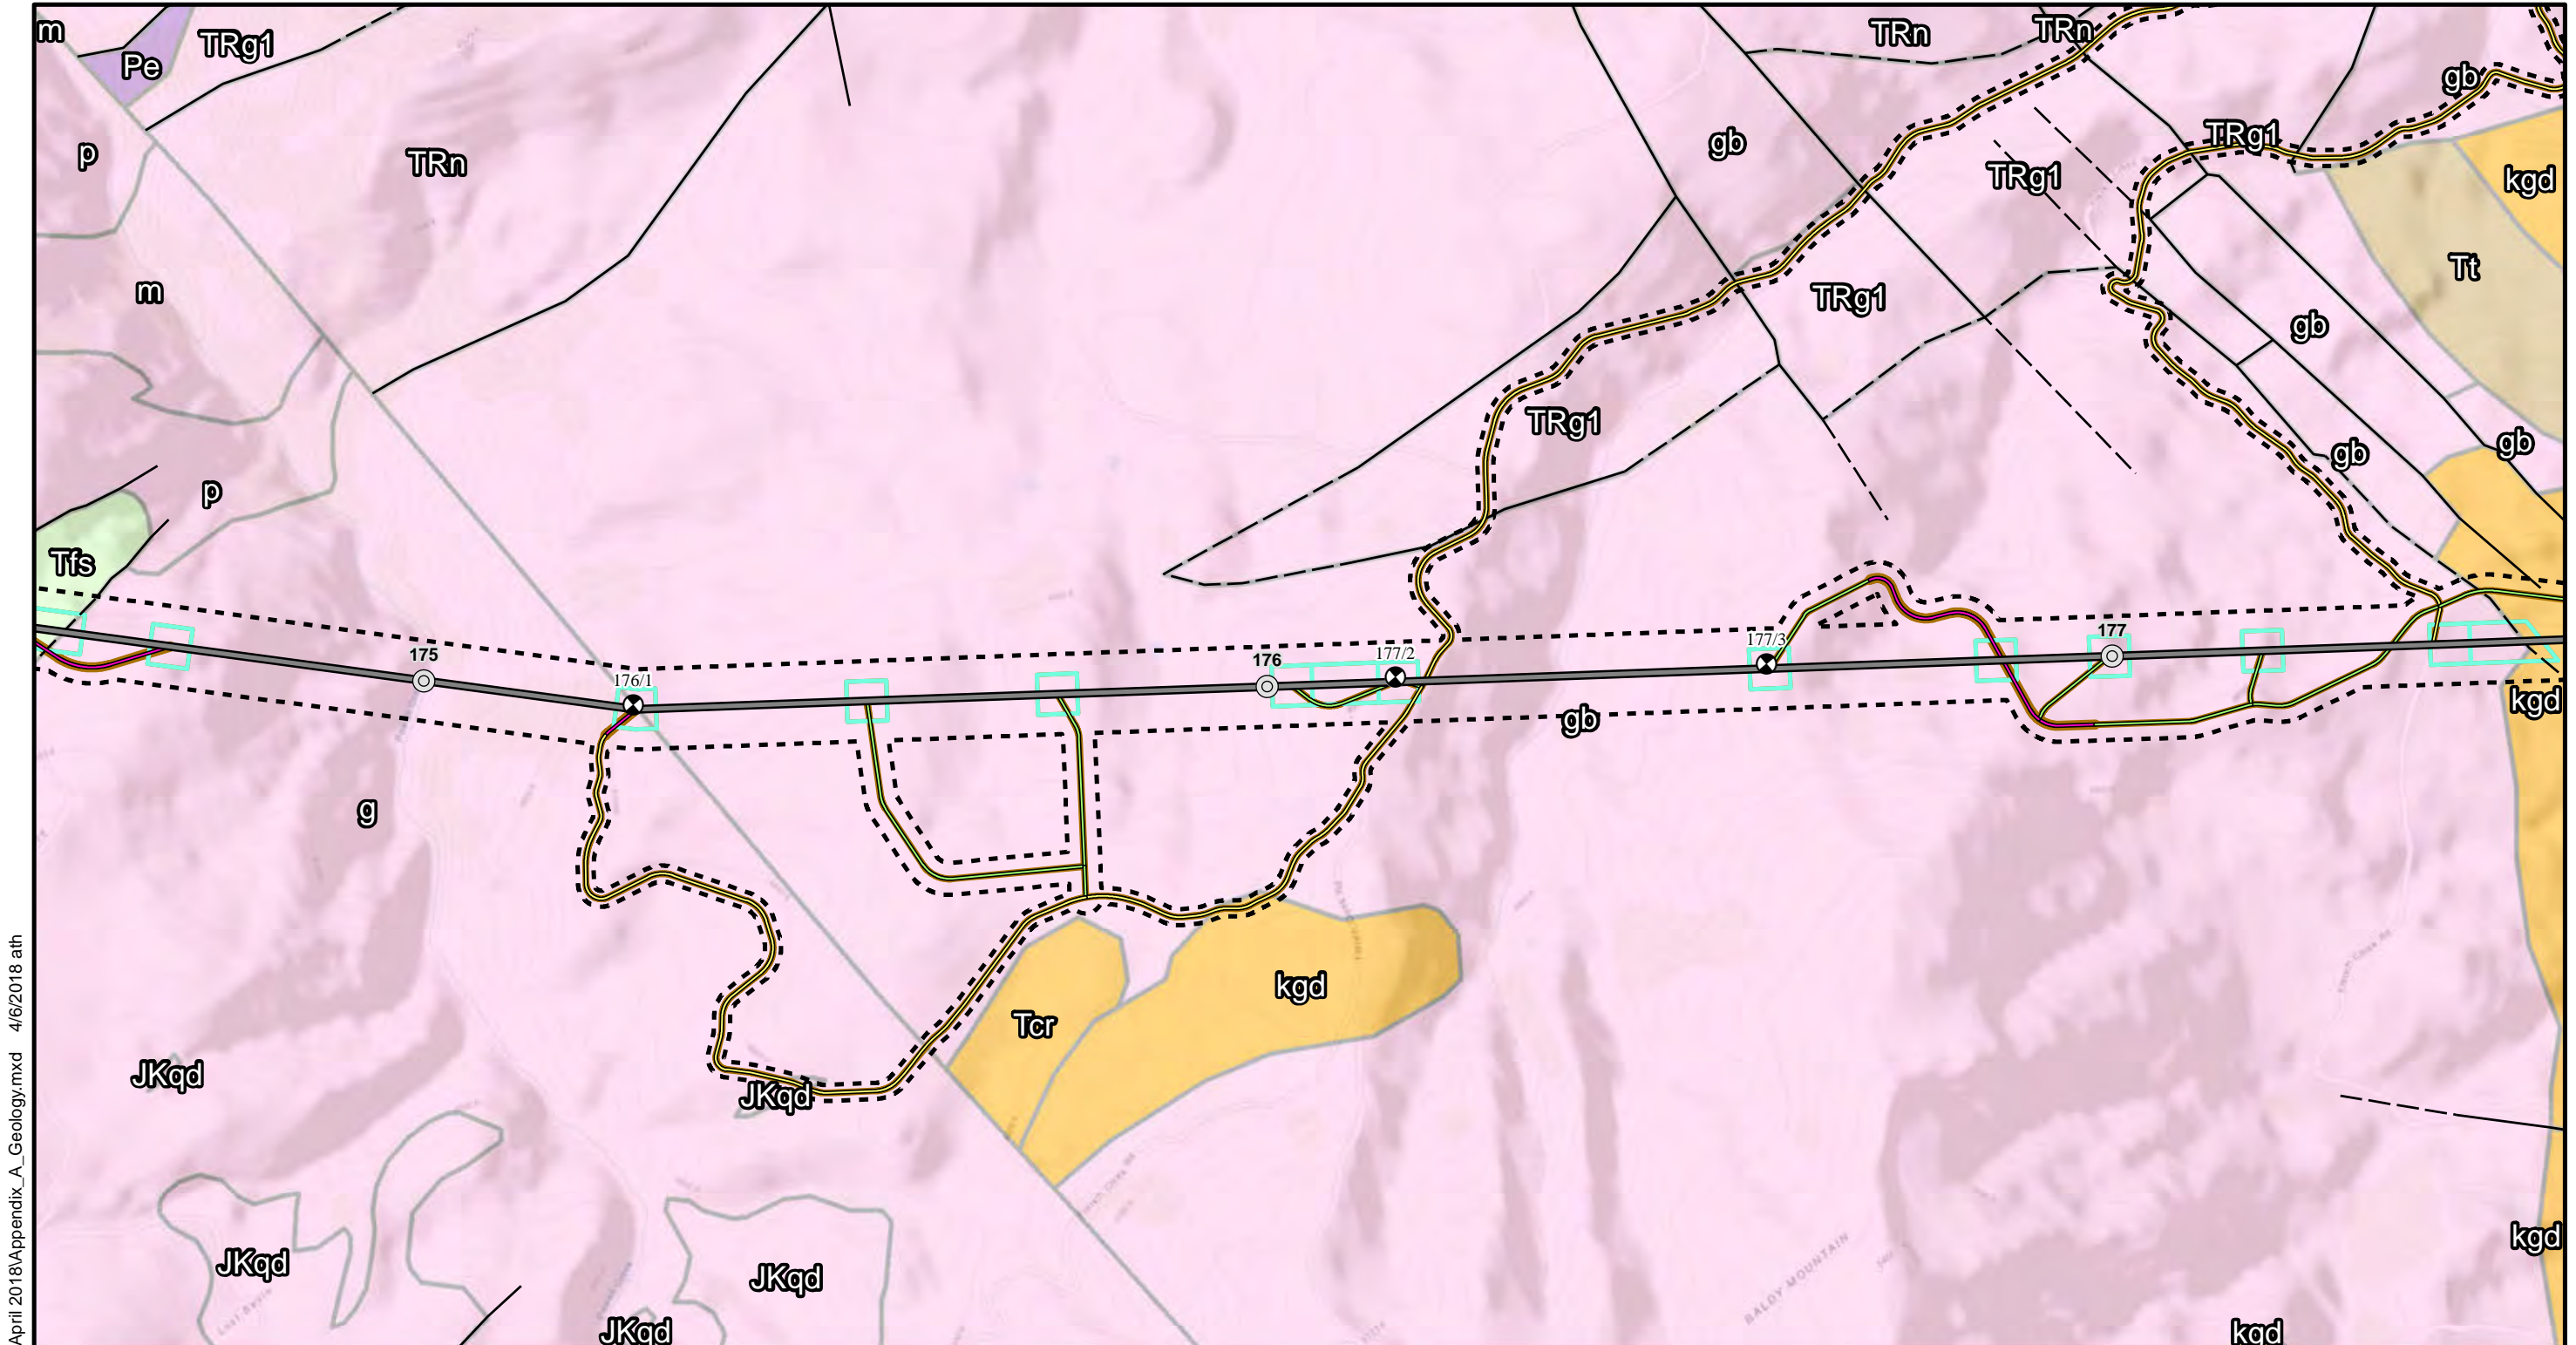 m
Pe
TRg1
TRn
TRn
TRn
gb
TRg1
gb
p
TRn
TRg1
kgd
m
TRg1
gb
Tt
p
TRg1
gb
gb
Tfs
175
176/1
176
177/2
177/3
177
gb
kgd
g
kgd
Tcr
JKqd
JKqd
JKqd
JKqd
JKqd
BALDY MOUNTAIN
kgd
kgd
April 2018\Appendix_A_Geology.mxd 4/6/2018 ath